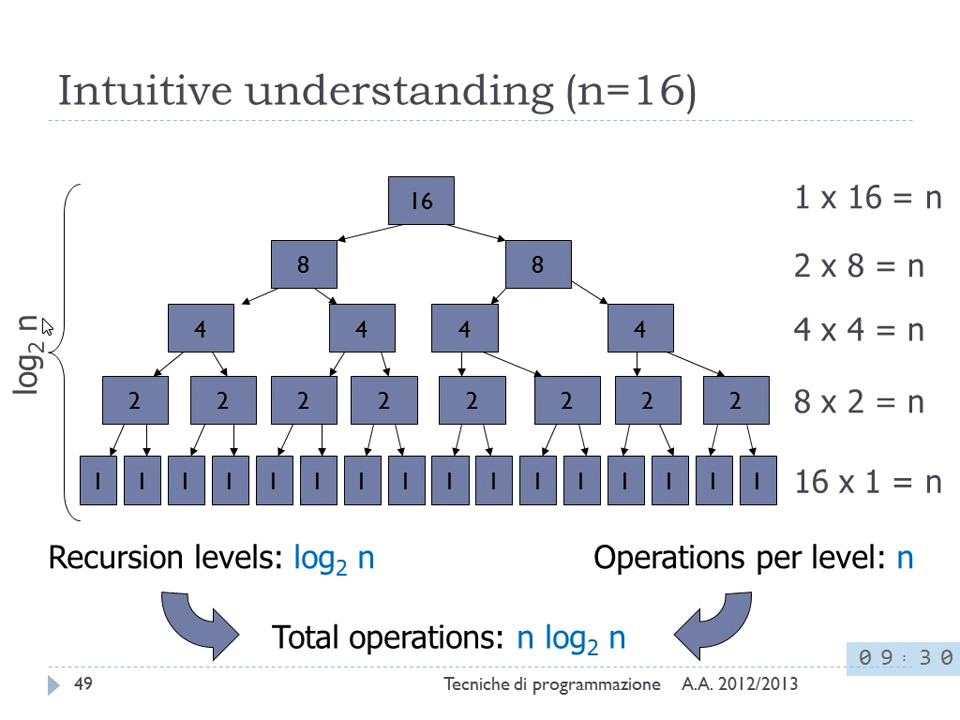 Intuitive understanding (n=16)
16
1 x 16 = n
8 8
2 x 8 = n
4 4 4 4
4 x 4 = n
log₂ n
2 2 2 2 2 2 2 2
8 x 2 = n
1 1 1 1 1 1 1 1 1 1 1 1 1 1 1 1
16 x 1 = n
Recursion levels: log₂ n
Operations per level: n
Total operations: n log₂ n
09:30
49
Tecniche di programmazione A.A. 2012/2013